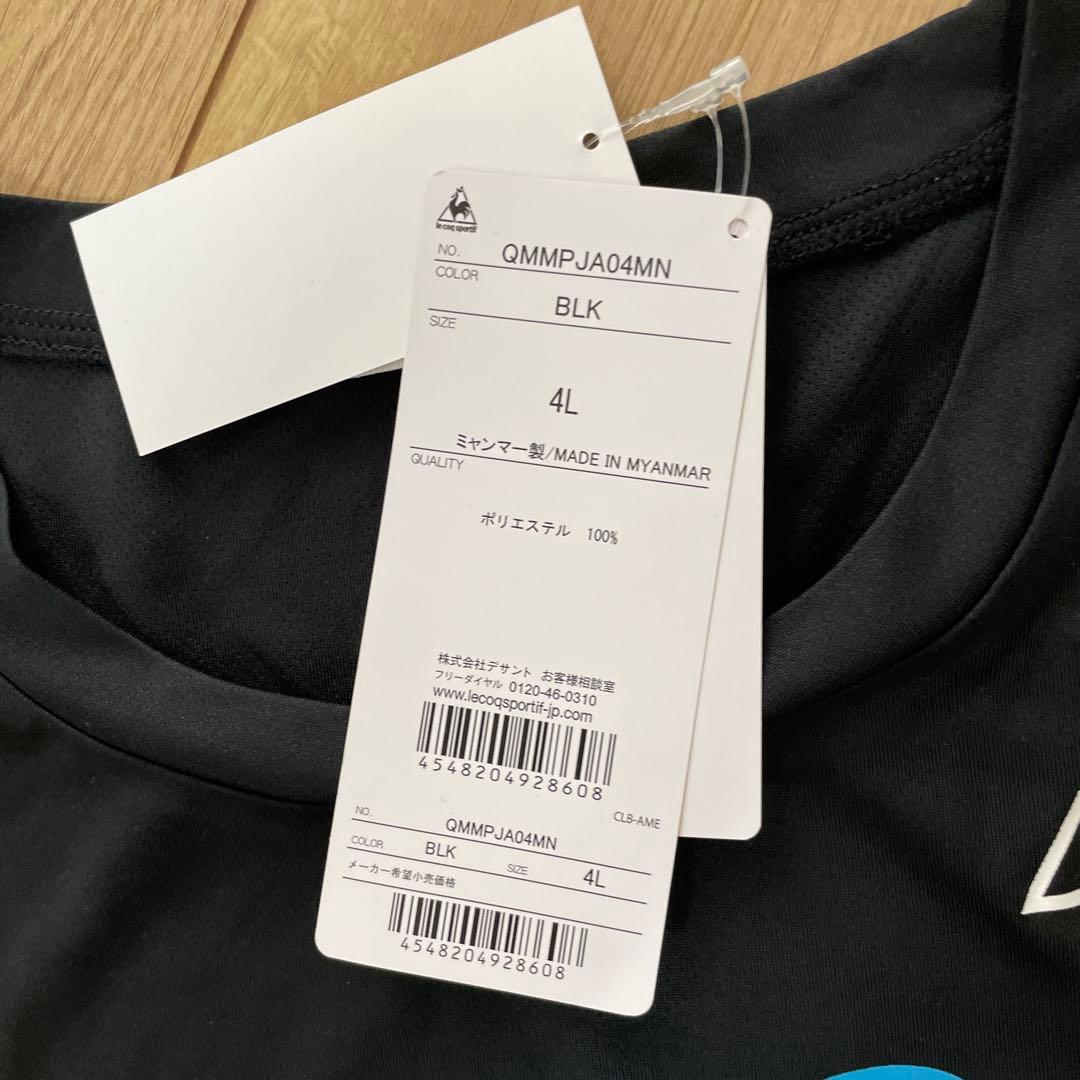 le coq sportif
NO. QMMPJA04MN
COLOR
BLK
SIZE
4L
ミャンマー製/MADE IN MYANMAR
QUALITY
ポリエステル 100%
株式会社デサント お客様相談室
フリーダイヤル 0120-46-0310
www.lecoqsportif-jp.com
4548204928608
CLB-AME
NO. QMMPJA04MN
COLOR BLK SIZE 4L
メーカー希望小売価格
4548204928608